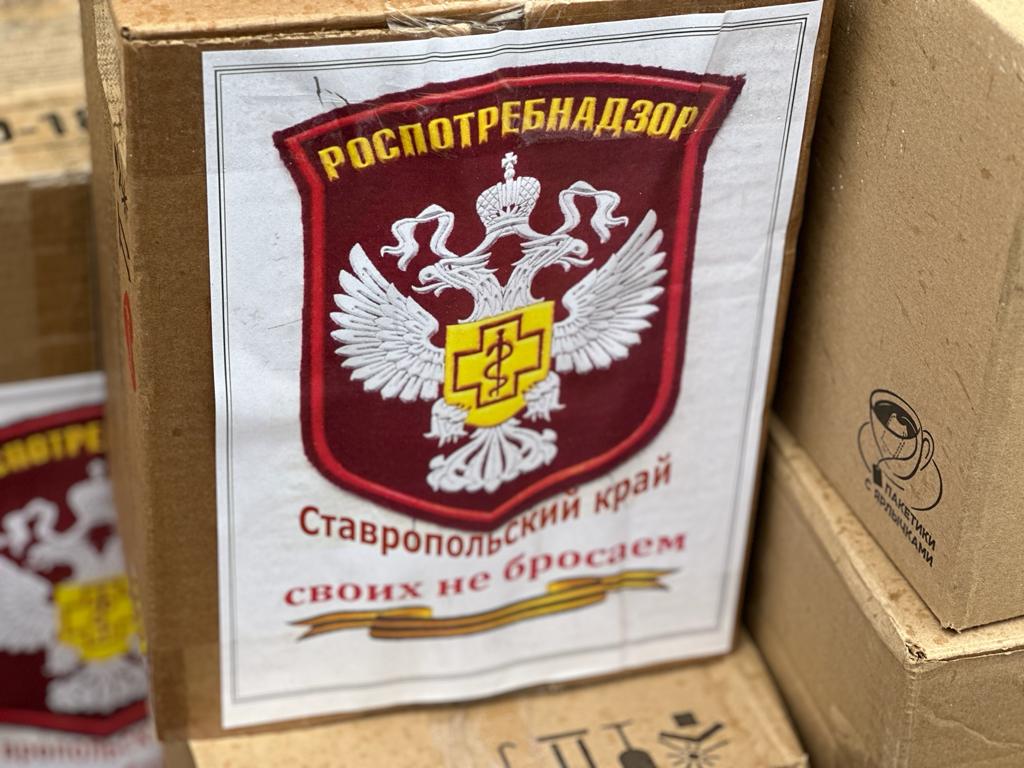 РОСПОТРЕБНАДЗОР
Ставропольский край
своих не бросаем
ПАКЕТИКИ
С ЯРЛЫЧКАМИ